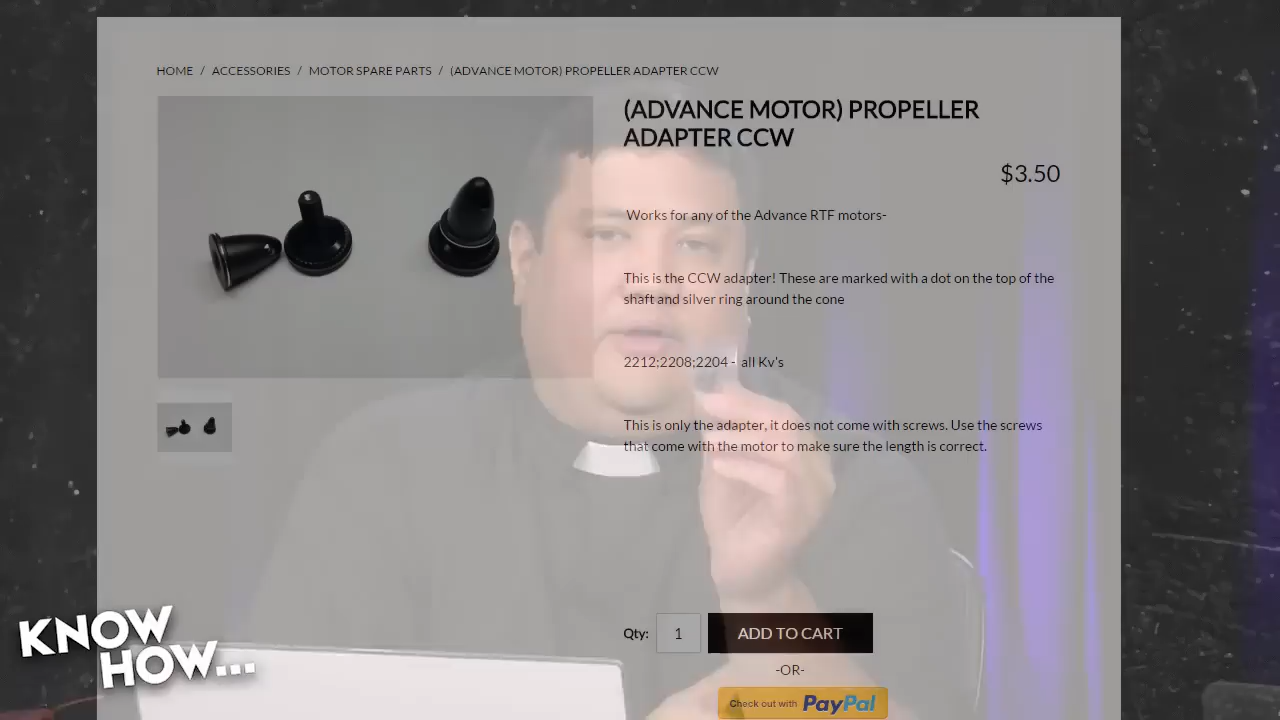 HOME / ACCESSORIES / MOTOR SPARE PARTS / (ADVANCE MOTOR) PROPELLER ADAPTER CCW
(ADVANCE MOTOR) PROPELLER
ADAPTER CCW
$3.50
Works for any of the Advance RTF motors-
This is the CCW adapter! These are marked with a dot on the top of the
shaft and silver ring around the cone
2212;2208;2204 - all Kv's
This is only the adapter, it does not come with screws. Use the screws
that come with the motor to make sure the length is correct.
Qty: 1 ADD TO CART
-OR-
Check out with PayPal
KNOW
HOW...